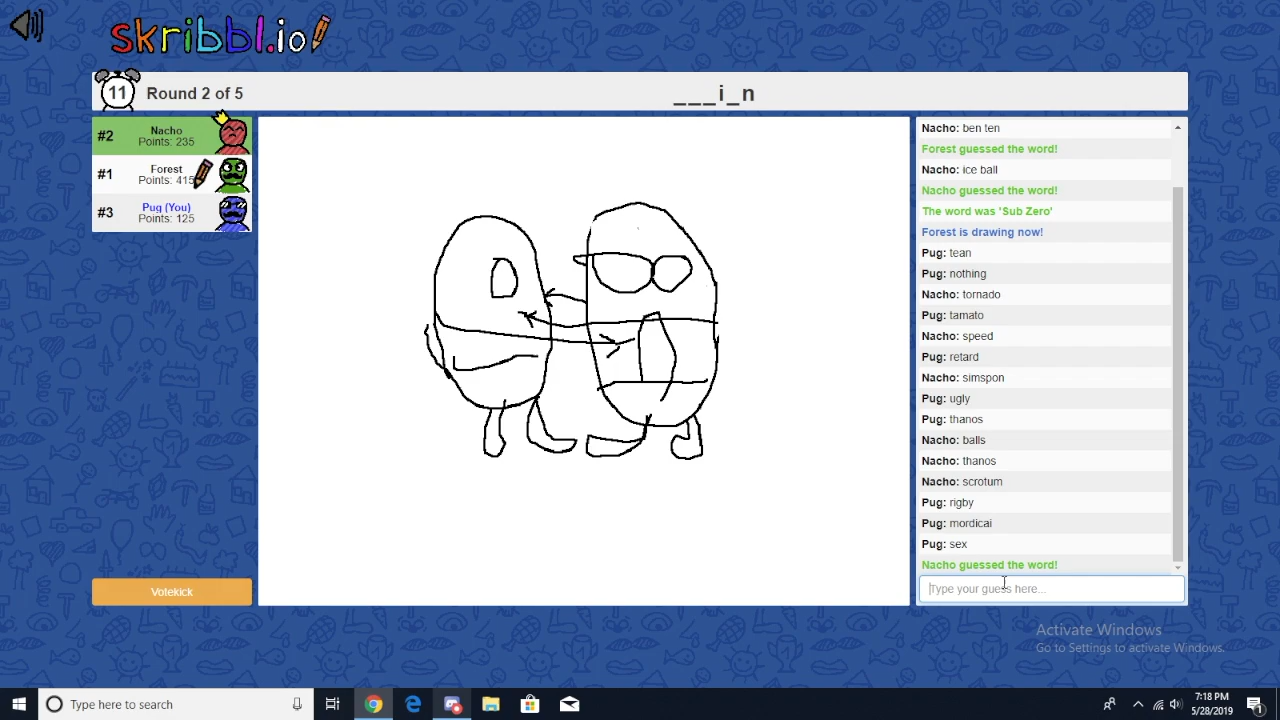 skribbl.io
11 Round 2 of 5
___i_n
#2 Nacho
Points: 235
#1 Forest
Points: 415
#3 Pug (You)
Points: 125
Votekick
Nacho: ben ten
Forest guessed the word!
Nacho: ice ball
Nacho guessed the word!
The word was 'Sub Zero'
Forest is drawing now!
Pug: tean
Pug: nothing
Nacho: tornado
Pug: tamato
Nacho: speed
Pug: retard
Nacho: simspon
Pug: ugly
Pug: thanos
Nacho: balls
Nacho: thanos
Nacho: scrotum
Pug: rigby
Pug: mordicai
Pug: sex
Nacho guessed the word!
Type your guess here...
Activate Windows
Go to Settings to activate Windows.
Type here to search
7:18 PM
5/28/2019
1